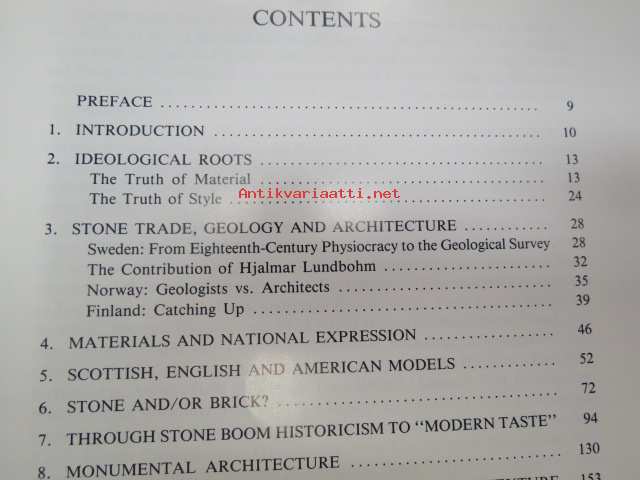 CONTENTS
PREFACE ........................................ 9
1. INTRODUCTION ........................................ 10
2. IDEOLOGICAL ROOTS ........................................ 13
The Truth of Material ........................................ 13
Antikvariaatti.net
The Truth of Style ........................................ 24
3. STONE TRADE, GEOLOGY AND ARCHITECTURE ............ 28
Sweden: From Eighteenth-Century Physiocracy to the Geological Survey 28
The Contribution of Hjalmar Lundbohm ........................ 32
Norway: Geologists vs. Architects ............................ 35
Finland: Catching Up ........................................ 39
4. MATERIALS AND NATIONAL EXPRESSION .................. 46
5. SCOTTISH, ENGLISH AND AMERICAN MODELS ............. 52
6. STONE AND/OR BRICK? ........................................ 72
7. THROUGH STONE BOOM HISTORICISM TO "MODERN TASTE" 94
8. MONUMENTAL ARCHITECTURE ............................ 130
153